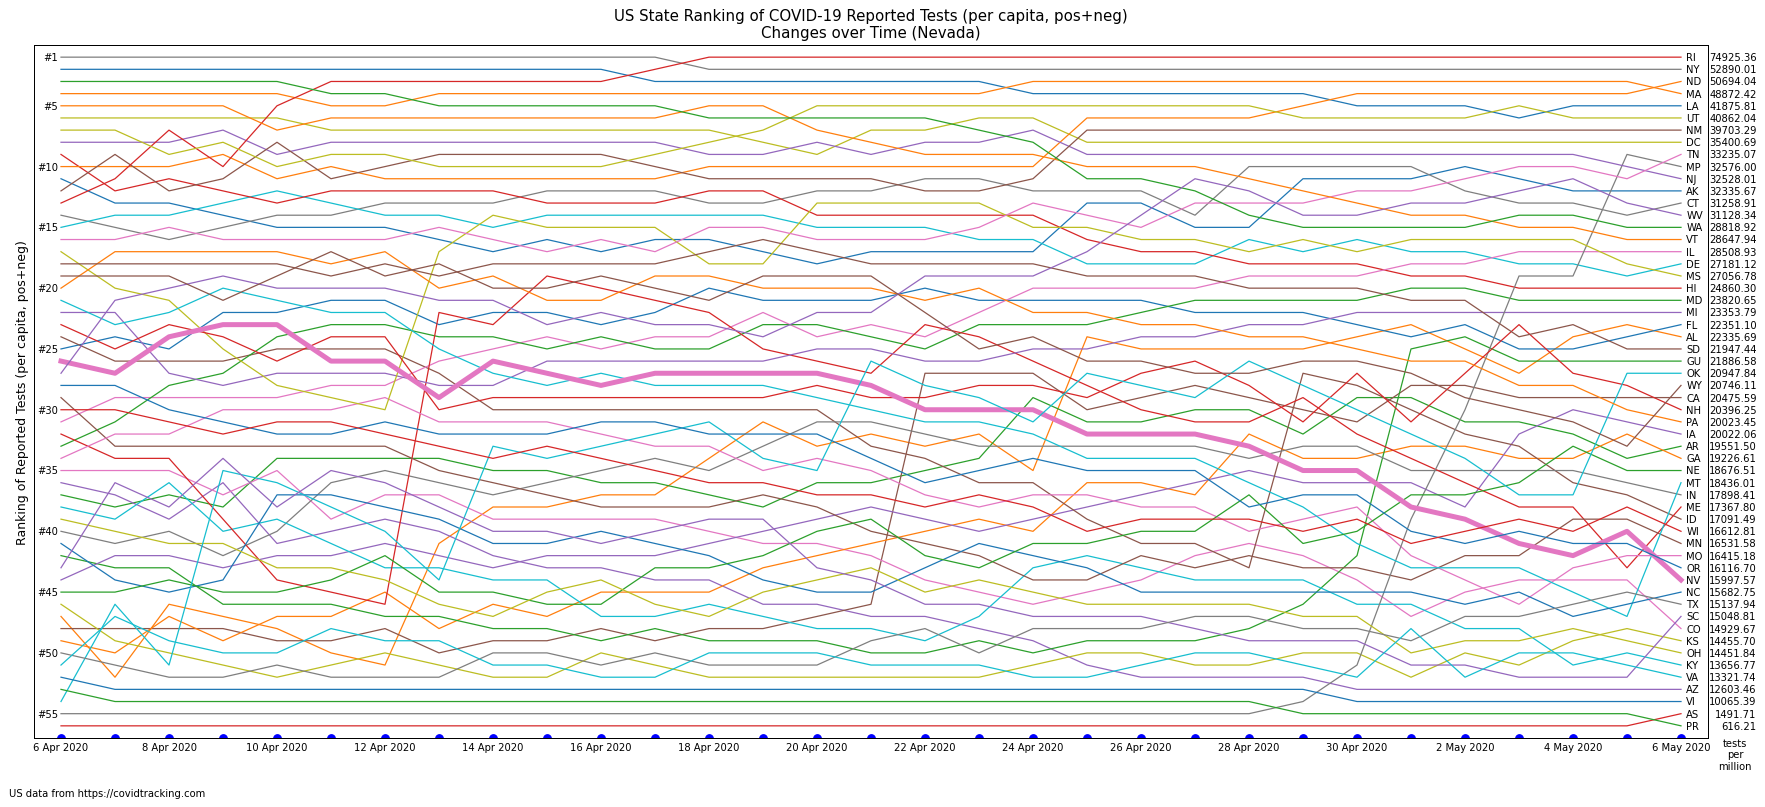 US State Ranking of COVID-19 Reported Tests (per capita, pos+neg)
Changes over Time (Nevada)
Ranking of Reported Tests (per capita, pos+neg)
#1
#5
#10
#15
#20
#25
#30
#35
#40
#45
#50
#55
RI 74925.36
NY 52890.01
ND 50694.04
MA 48872.42
LA 41875.81
UT 40862.04
NM 39703.29
DC 35400.69
TN 33235.07
MP 32576.00
NJ 32528.01
AK 32335.67
CT 31258.91
WV 31128.34
WA 28818.92
VT 28647.94
IL 28508.93
DE 27181.12
MS 27056.78
HI 24860.30
MD 23820.65
MI 23353.79
FL 22351.10
AL 22335.69
SD 21947.44
GU 21886.58
OK 20947.84
WY 20746.11
CA 20475.59
NH 20396.25
PA 20023.45
IA 20022.06
AR 19551.50
GA 19226.61
NE 18676.51
MT 18436.01
IN 17898.41
ME 17367.80
ID 17091.49
WI 16612.81
MN 16531.58
MO 16415.18
OR 16116.70
NV 15997.57
NC 15682.75
TX 15137.94
SC 15048.81
CO 14929.67
KS 14455.70
OH 14451.84
KY 13656.77
VA 13321.74
AZ 12603.46
VI 10065.39
AS 1491.71
PR 616.21
6 Apr 2020
8 Apr 2020
10 Apr 2020
12 Apr 2020
14 Apr 2020
16 Apr 2020
18 Apr 2020
20 Apr 2020
22 Apr 2020
24 Apr 2020
26 Apr 2020
28 Apr 2020
30 Apr 2020
2 May 2020
4 May 2020
6 May 2020
tests
per
million
US data from https://covidtracking.com